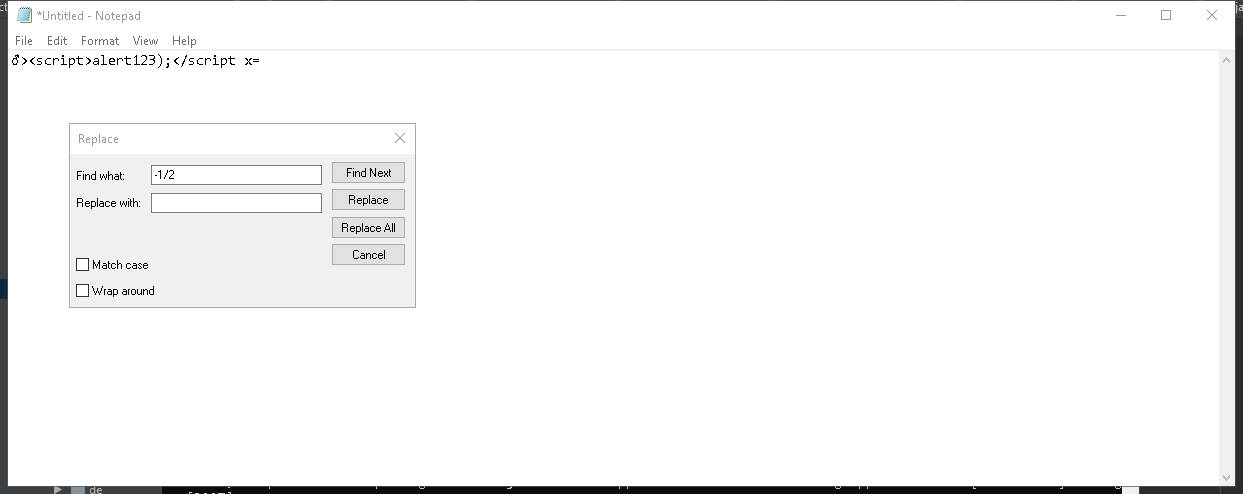 *Untitled - Notepad
File Edit Format View Help
♂><script>alert123);</script x=
Replace
Find what: -1/2 Find Next
Replace with: Replace
Replace All
Cancel
Match case
Wrap around
de